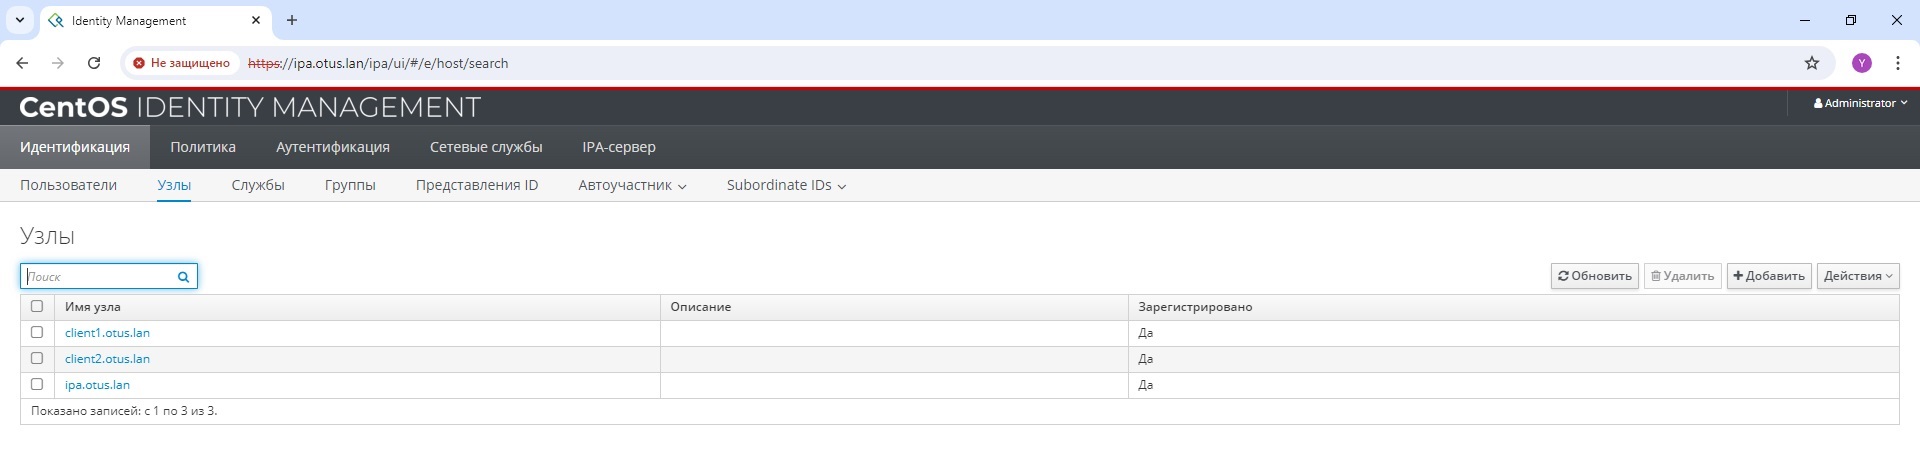 Identity Management
Не защищено https://ipa.otus.lan/ipa/ui/#/e/host/search Y
CentOS IDENTITY MANAGEMENT Administrator
Идентификация Политика Аутентификация Сетевые службы IPA-сервер
Пользователи Узлы Службы Группы Представления ID Автоучастник Subordinate IDs
Узлы
Поиск Обновить Удалить Добавить Действия
Имя узла Описание Зарегистрировано
client1.otus.lan Да
client2.otus.lan Да
ipa.otus.lan Да
Показано записей: с 1 по 3 из 3.